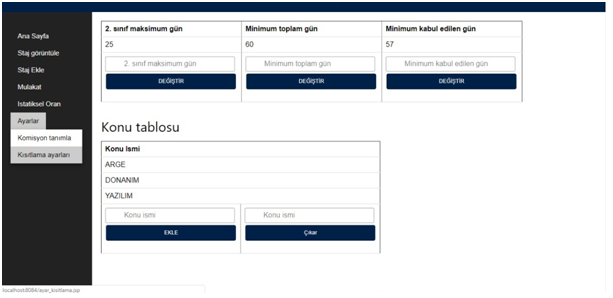 Ana Sayfa
Staj görüntüle
Staj Ekle
Mulakat
Istatiksel Oran
Ayarlar
Komisyon tanımla
Kısıtlama ayarları
2. sınıf maksimum gün Minimum toplam gün Minimum kabul edilen gün
25 60 57
2. sınıf maksimum gün Minimum toplam gün Minimum kabul edilen gün
DEĞİŞTİR DEĞİŞTİR DEĞİŞTİR
Konu tablosu
Konu Ismi
ARGE
DONANIM
YAZILIM
Konu ismi Konu ismi
EKLE Çıkar
localhost:8084/ayar_kisitlama.jsp